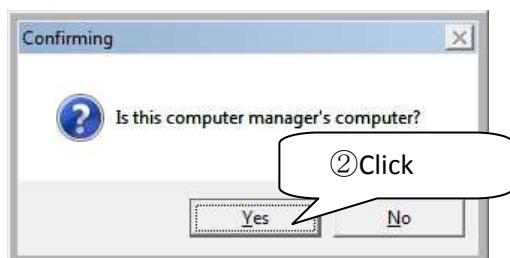 Confirming
Is this computer manager's computer?
②Click
Yes
No